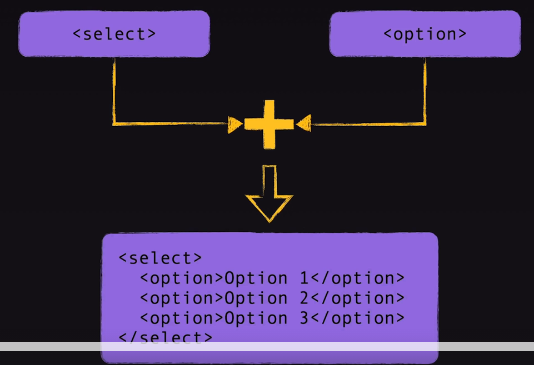 <select>
<option>
<select>
  <option>Option 1</option>
  <option>Option 2</option>
  <option>Option 3</option>
</select>